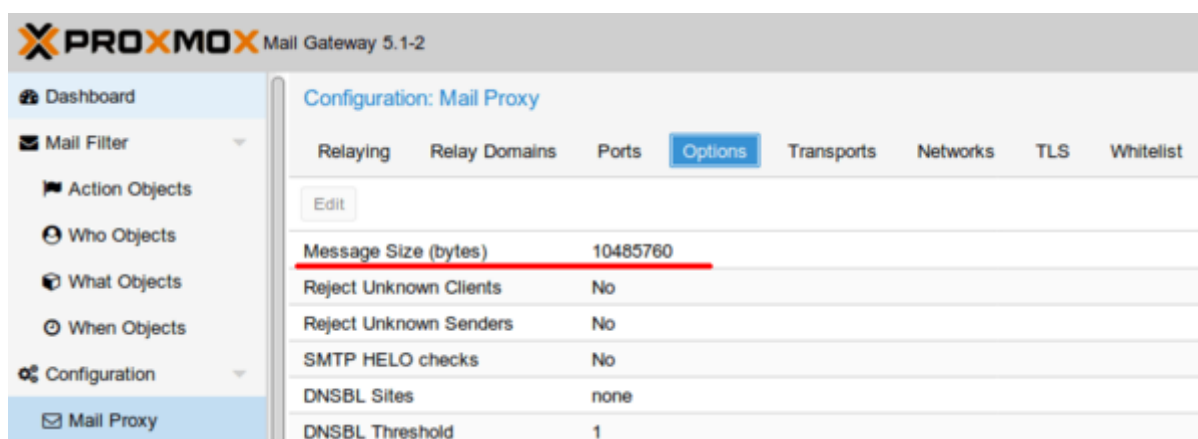 PROXMOX Mail Gateway 5.1-2
Dashboard
Mail Filter
Action Objects
Who Objects
What Objects
When Objects
Configuration
Mail Proxy
Configuration: Mail Proxy
Relaying Relay Domains Ports Options Transports Networks TLS Whitelist
Edit
Message Size (bytes) 10485760
Reject Unknown Clients No
Reject Unknown Senders No
SMTP HELO checks No
DNSBL Sites none
DNSBL Threshold 1